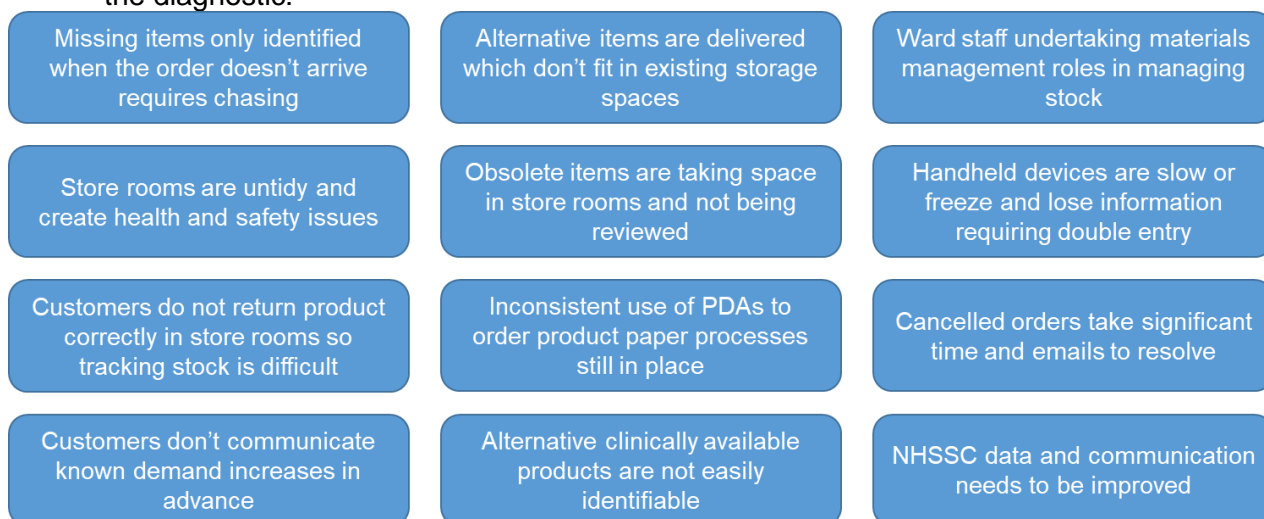 the diagnostic.
Missing items only identified
when the order doesn't arrive
requires chasing
Alternative items are delivered
which don't fit in existing storage
spaces
Ward staff undertaking materials
management roles in managing
stock
Store rooms are untidy and
create health and safety issues
Obsolete items are taking space
in store rooms and not being
reviewed
Handheld devices are slow or
freeze and lose information
requiring double entry
Customers do not return product
correctly in store rooms so
tracking stock is difficult
Inconsistent use of PDAs to
order product paper processes
still in place
Cancelled orders take significant
time and emails to resolve
Customers don't communicate
known demand increases in
advance
Alternative clinically available
products are not easily
identifiable
NHSSC data and communication
needs to be improved